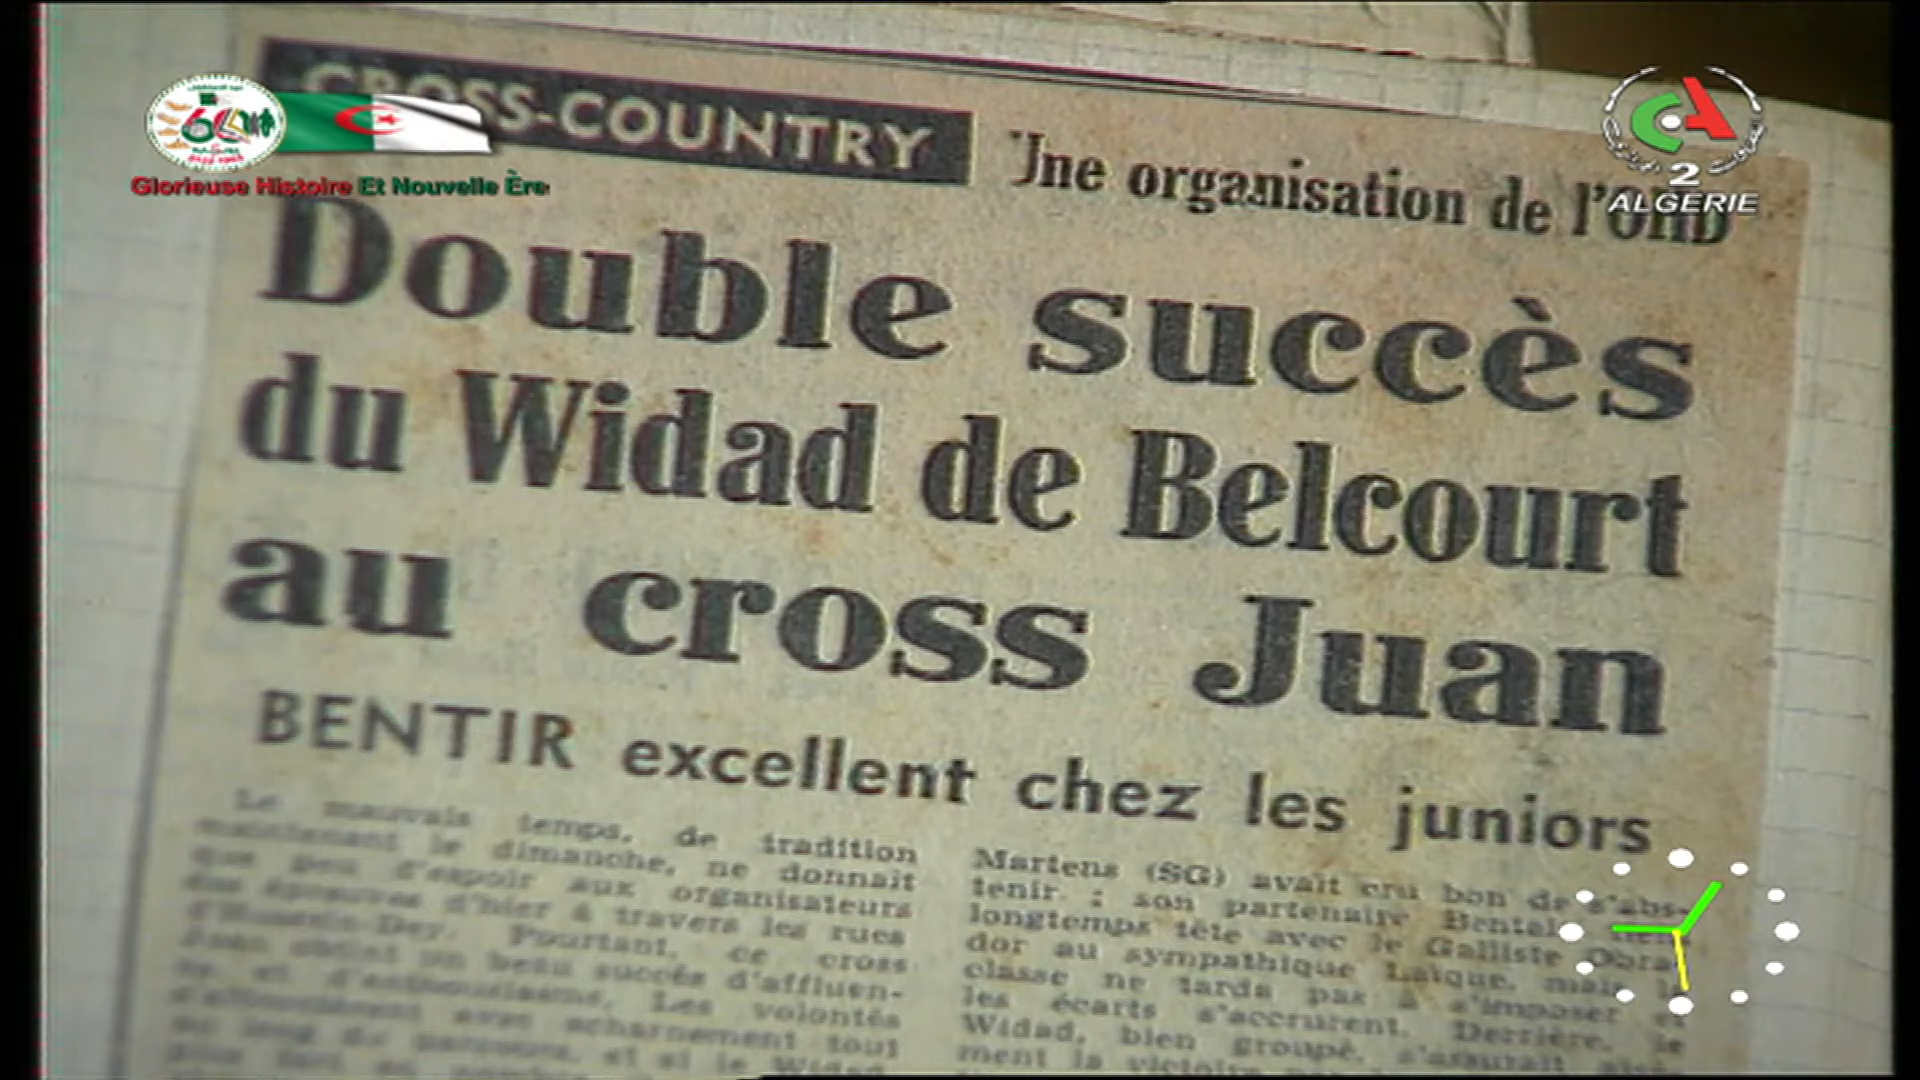 CROSS-COUNTRY
Une organisation de l'OHD
60
Glorieuse Histoire Et Nouvelle Ère
2
ALGERIE
Double succès
du Widad de Belcourt
au cross Juan
BENTIR excellent chez les juniors
Le mauvais temps, de tradition
maintenant le dimanche, ne donnait
que peu d'espoir aux organisateurs
des épreuves d'hier à travers les rues
d'Hussein-Dey. Pourtant, ce cross
Juan obtint un beau succès d'affluen-
ce et d'enthousiasme. Les volontés
s'affrontèrent avec acharnement tout
au long du parcours, et si le Widad
Martens (SG) avait cru bon de s'abs-
tenir ; son partenaire Bental
longtemps tête avec le Galliste
dor au sympathique Laïque, mais
classe ne tarda pas à s'imposer et
les écarts s'accrurent. Derrière, le
Widad, bien groupé, s'assurait
ment la victoire